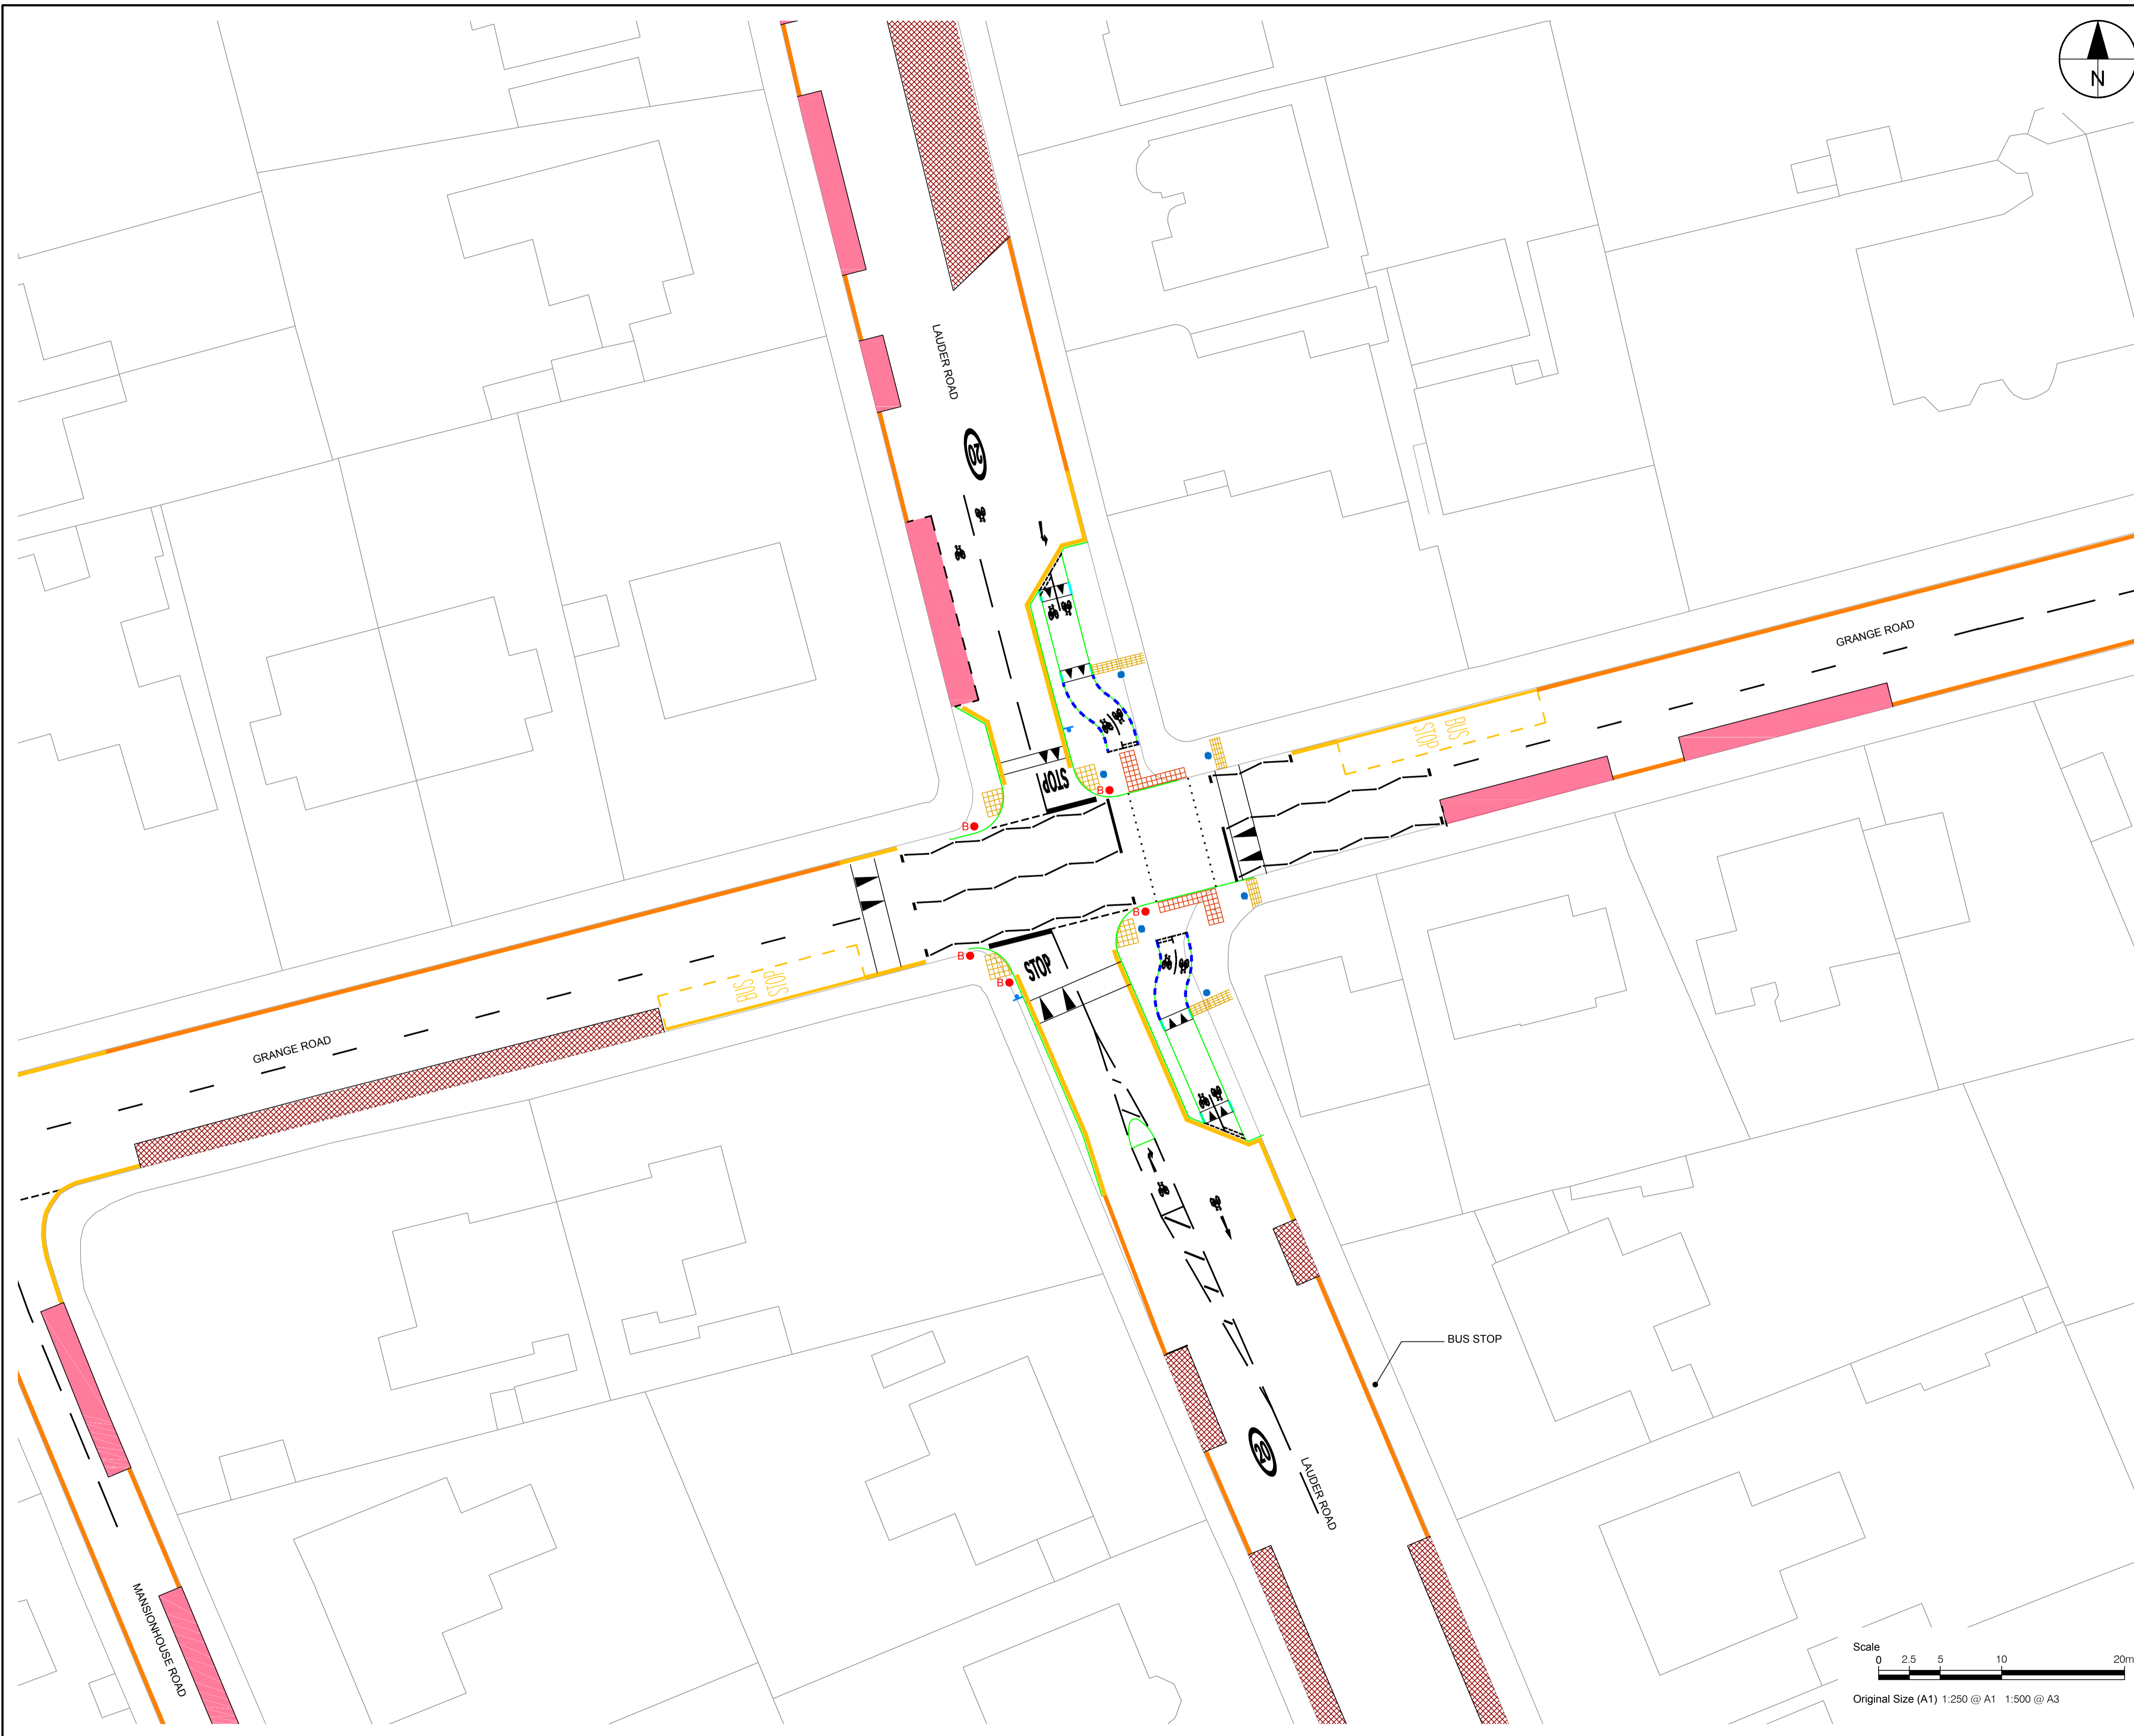 N
LAUDER ROAD
20
GRANGE ROAD
BUS
STOP
STOP
B
B
BUS
STOP
B
B
B
STOP
GRANGE ROAD
BUS STOP
20
LAUDER ROAD
MANSIONHOUSE ROAD
Scale
0 2.5 5 10 20m
Original Size (A1) 1:250 @ A1 1:500 @ A3